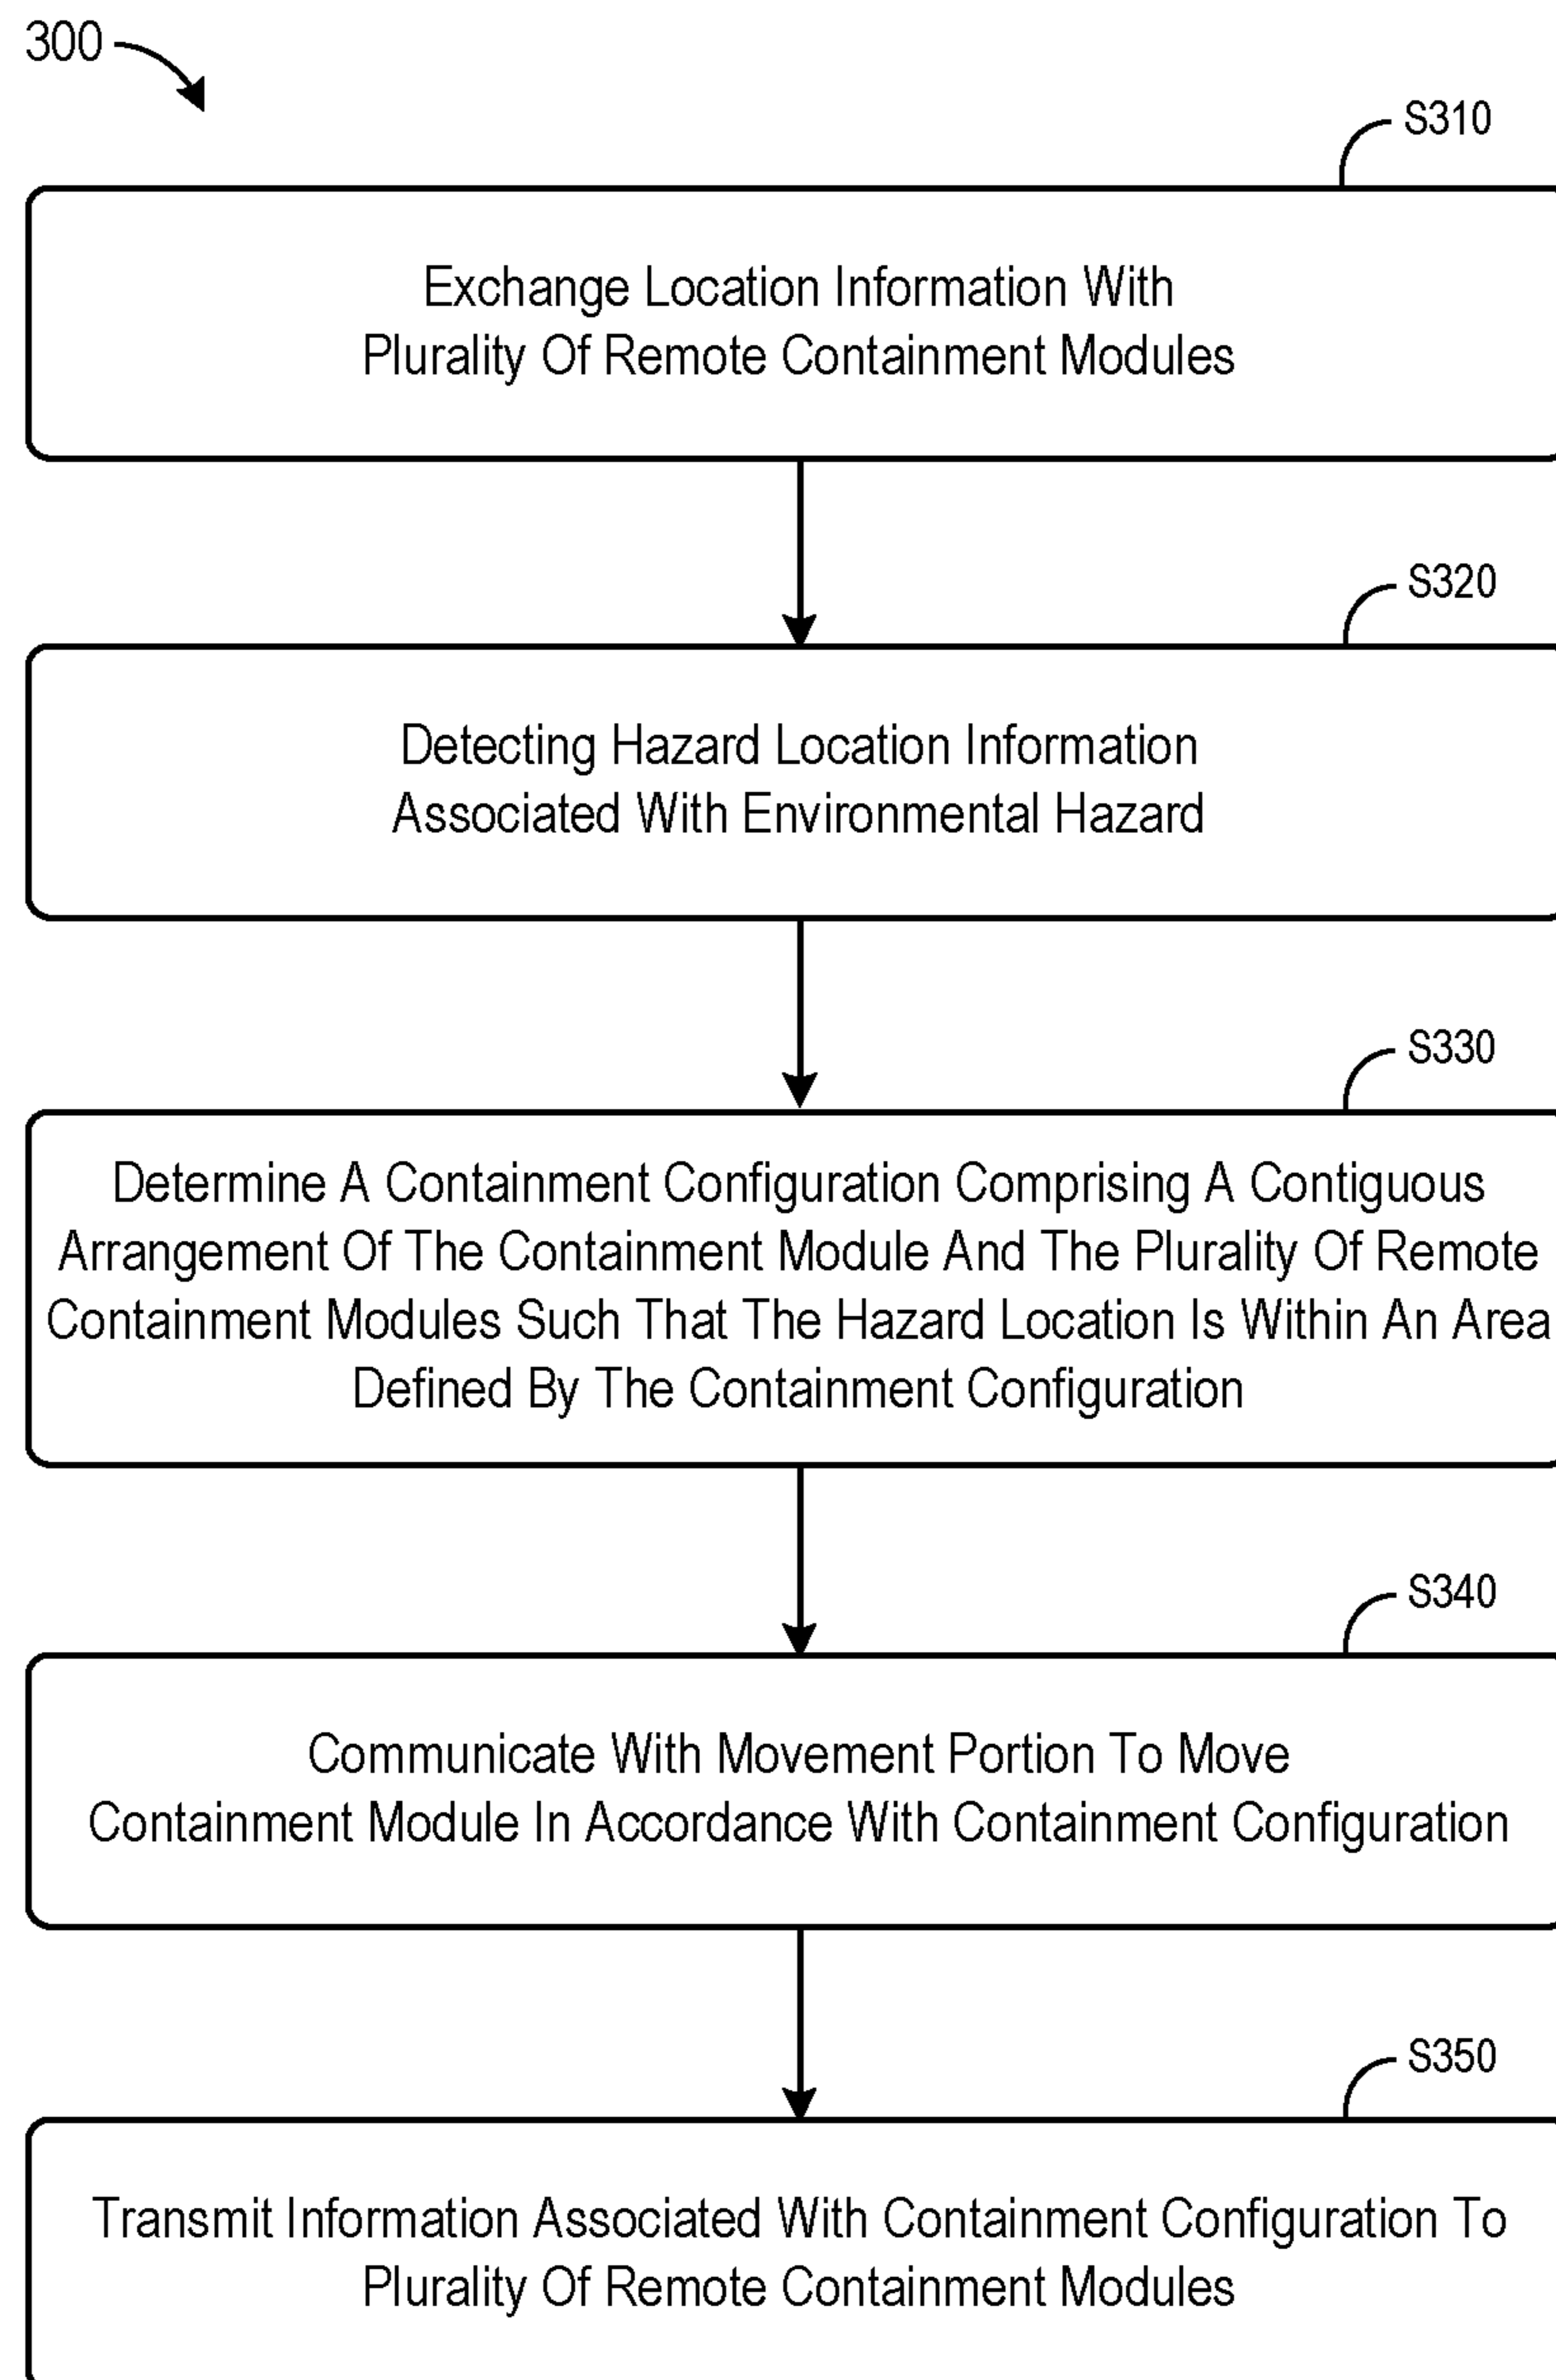 300
S310
Exchange Location Information With
Plurality Of Remote Containment Modules
S320
Detecting Hazard Location Information
Associated With Environmental Hazard
S330
Determine A Containment Configuration Comprising A Contiguous
Arrangement Of The Containment Module And The Plurality Of Remote
Containment Modules Such That The Hazard Location Is Within An Area
Defined By The Containment Configuration
S340
Communicate With Movement Portion To Move
Containment Module In Accordance With Containment Configuration
S350
Transmit Information Associated With Containment Configuration To
Plurality Of Remote Containment Modules